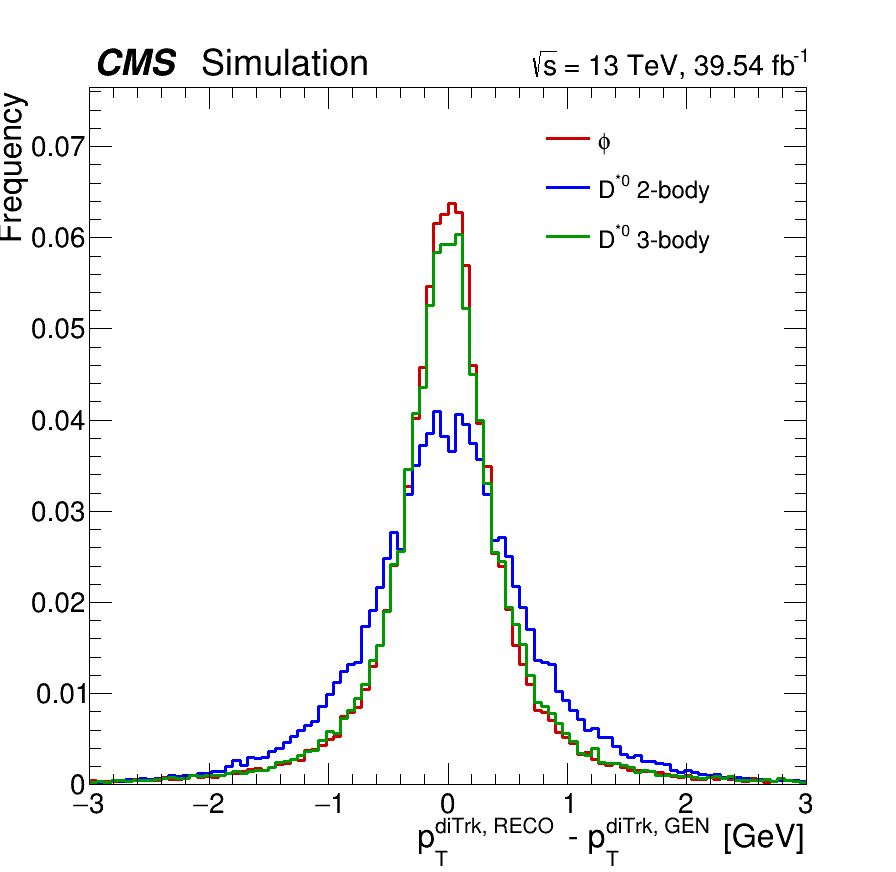 CMS Simulation
√s = 13 TeV, 39.54 fb⁻¹
Frequency
ϕ
D*⁰ 2-body
D*⁰ 3-body
0.07
0.06
0.05
0.04
0.03
0.02
0.01
0
−3 −2 −1 0 1 2 3
p_T^{diTrk, RECO} - p_T^{diTrk, GEN} [GeV]